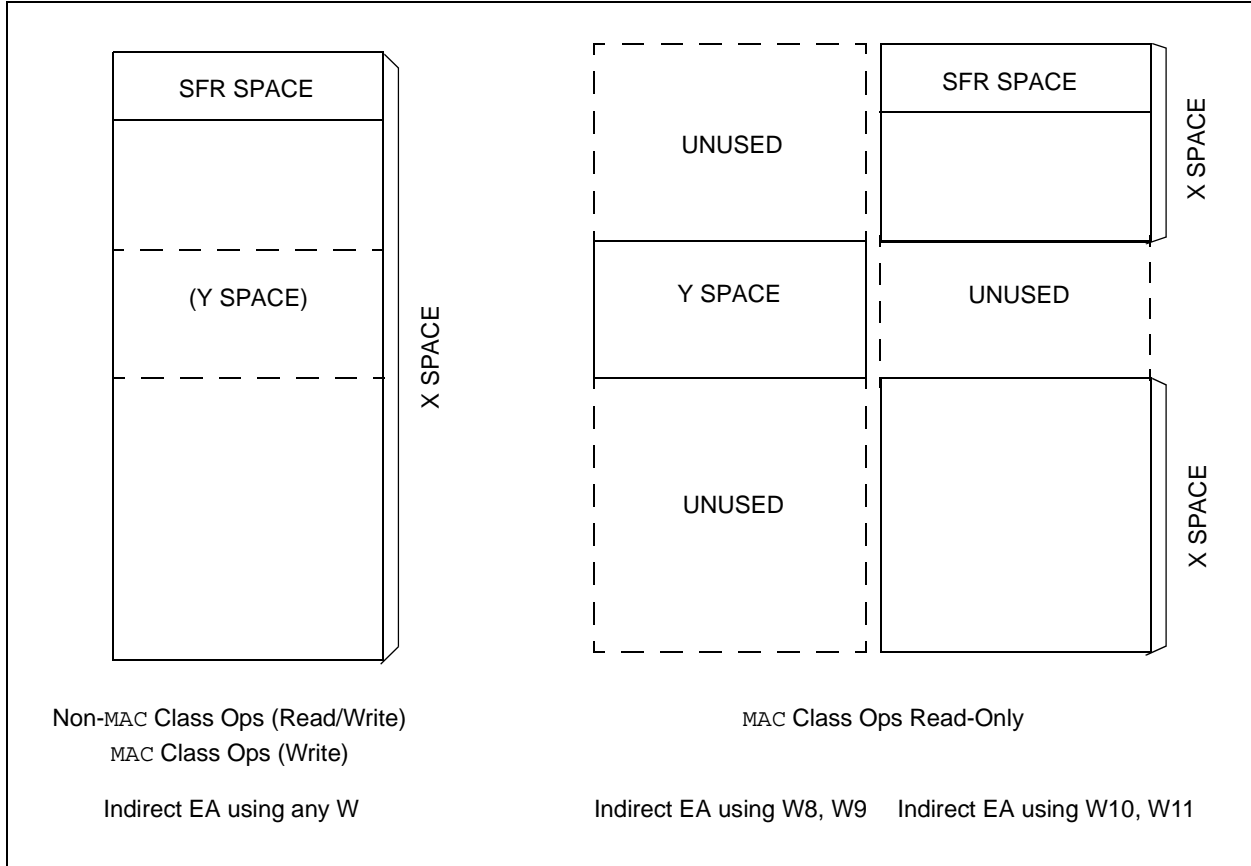 SFR SPACE
(Y SPACE)
X SPACE
Non-MAC Class Ops (Read/Write)
MAC Class Ops (Write)
Indirect EA using any W
UNUSED
Y SPACE
UNUSED
SFR SPACE
UNUSED
X SPACE
X SPACE
MAC Class Ops Read-Only
Indirect EA using W8, W9
Indirect EA using W10, W11